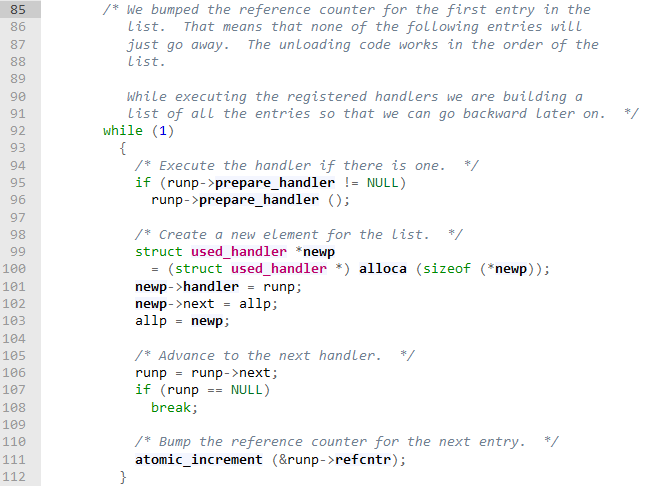 85 /* We bumped the reference counter for the first entry in the
86 list. That means that none of the following entries will
87 just go away. The unloading code works in the order of the
88 list.
89
90 While executing the registered handlers we are building a
91 list of all the entries so that we can go backward later on. */
92 while (1)
93 {
94 /* Execute the handler if there is one. */
95 if (runp->prepare_handler != NULL)
96 runp->prepare_handler ();
97
98 /* Create a new element for the list. */
99 struct used_handler *newp
100 = (struct used_handler *) alloca (sizeof (*newp));
101 newp->handler = runp;
102 newp->next = allp;
103 allp = newp;
104
105 /* Advance to the next handler. */
106 runp = runp->next;
107 if (runp == NULL)
108 break;
109
110 /* Bump the reference counter for the next entry. */
111 atomic_increment (&runp->refcntr);
112 }